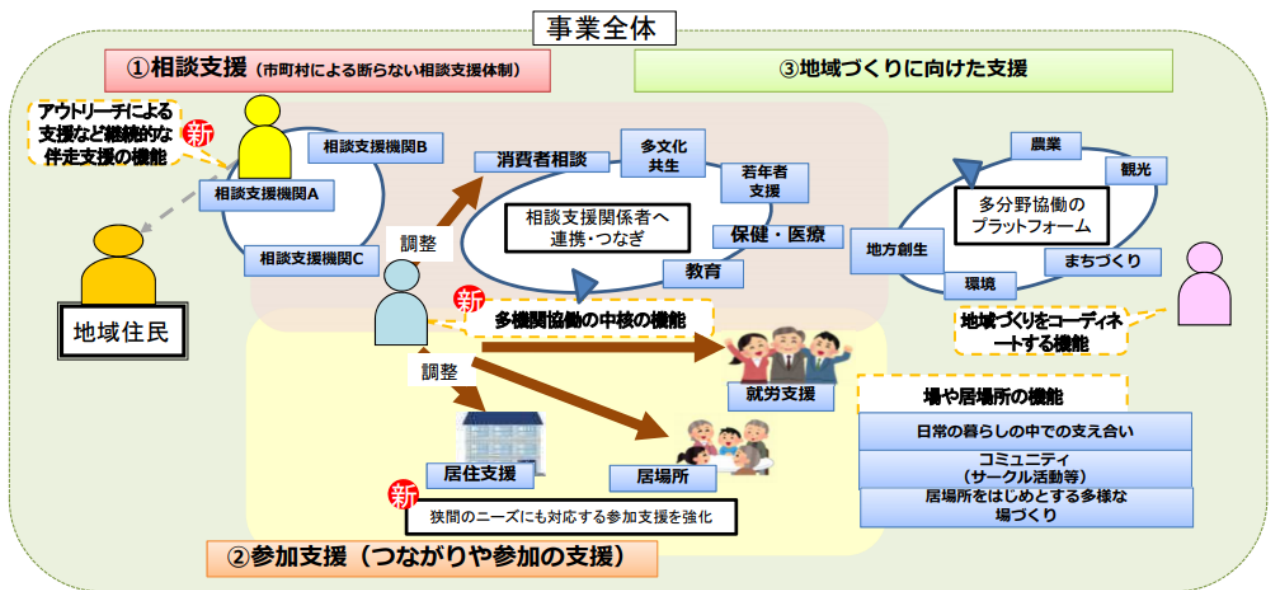 事業全体
①相談支援（市町村による断らない相談支援体制）
③地域づくりに向けた支援
アウトリーチによる
支援など継続的な
伴走支援の機能
新
相談支援機関B
相談支援機関A
相談支援機関C
地域住民
調整
消費者相談
多文化
共生
若年者
支援
相談支援関係者へ
連携・つなぎ
保健・医療
教育
農業
観光
多分野協働の
プラットフォーム
地方創生
まちづくり
環境
新
多機関協働の中核の機能
地域づくりをコーディネ
ートする機能
調整
就労支援
居住支援
居場所
新
狭間のニーズにも対応する参加支援を強化
②参加支援（つながりや参加の支援）
場や居場所の機能
日常の暮らしの中での支え合い
コミュニティ
（サークル活動等）
居場所をはじめとする多様な
場づくり